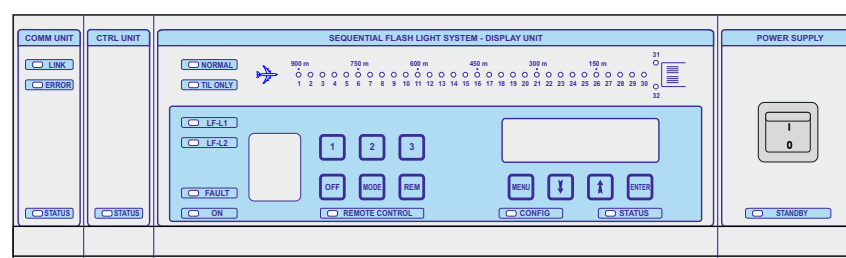 COMM UNIT
CTRL UNIT
SEQUENTIAL FLASH LIGHT SYSTEM - DISPLAY UNIT
POWER SUPPLY
LINK
ERROR
NORMAL
TIL ONLY
900 m 750 m 600 m 450 m 300 m 150 m
1 2 3 4 5 6 7 8 9 10 11 12 13 14 15 16 17 18 19 20 21 22 23 24 25 26 27 28 29 30
31
32
LF-L1
LF-L2
FAULT
ON
1 2 3
OFF MODE REM
REMOTE CONTROL
MENU ENTER
CONFIG
STATUS
I
0
STATUS
STATUS
STANDBY